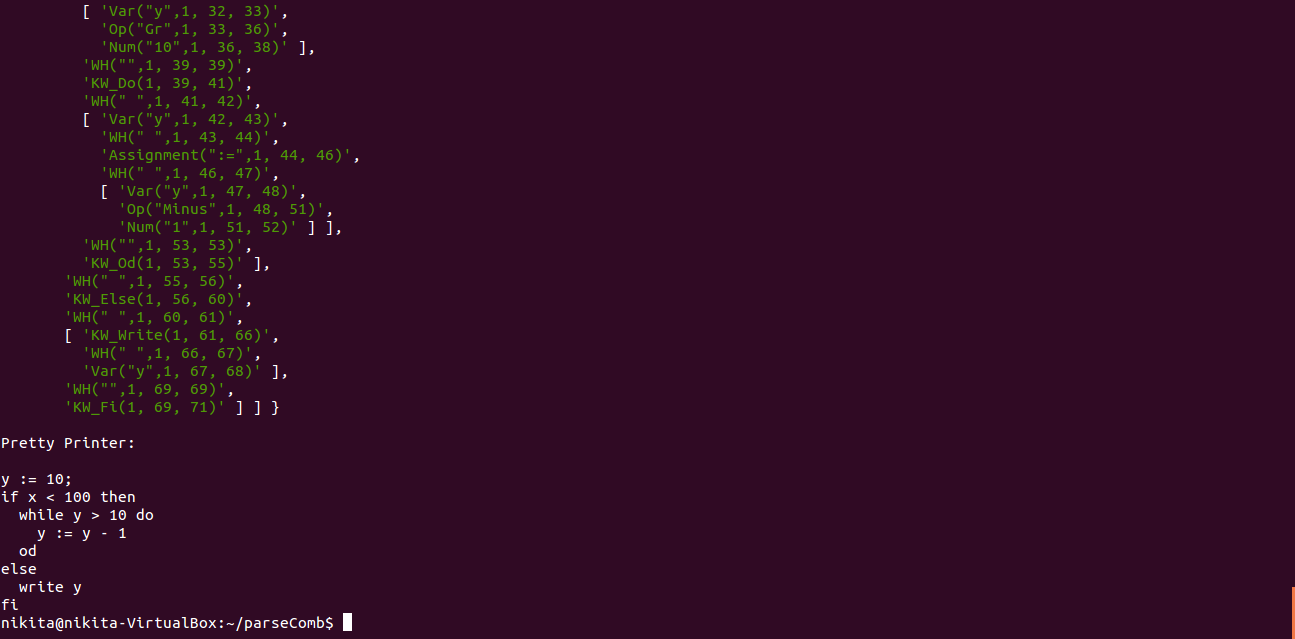 [ 'Var("y",1, 32, 33)',
           'Op("Gr",1, 33, 36)',
           'Num("10",1, 36, 38)' ],
         'WH("",1, 39, 39)',
         'KW_Do(1, 39, 41)',
         'WH(" ",1, 41, 42)',
         [ 'Var("y",1, 42, 43)',
           'WH(" ",1, 43, 44)',
           'Assignment(":=",1, 44, 46)',
           'WH(" ",1, 46, 47)',
           [ 'Var("y",1, 47, 48)',
             'Op("Minus",1, 48, 51)',
             'Num("1",1, 51, 52)' ] ],
         'WH("",1, 53, 53)',
         'KW_Od(1, 53, 55)' ],
       'WH(" ",1, 55, 56)',
       'KW_Else(1, 56, 60)',
       'WH(" ",1, 60, 61)',
       [ 'KW_Write(1, 61, 66)',
         'WH(" ",1, 66, 67)',
         'Var("y",1, 67, 68)' ],
       'WH("",1, 69, 69)',
       'KW_Fi(1, 69, 71)' ] ] }

Pretty Printer:

y := 10;
if x < 100 then
  while y > 10 do
    y := y - 1
  od
else
  write y
fi
nikita@nikita-VirtualBox:~/parseComb$